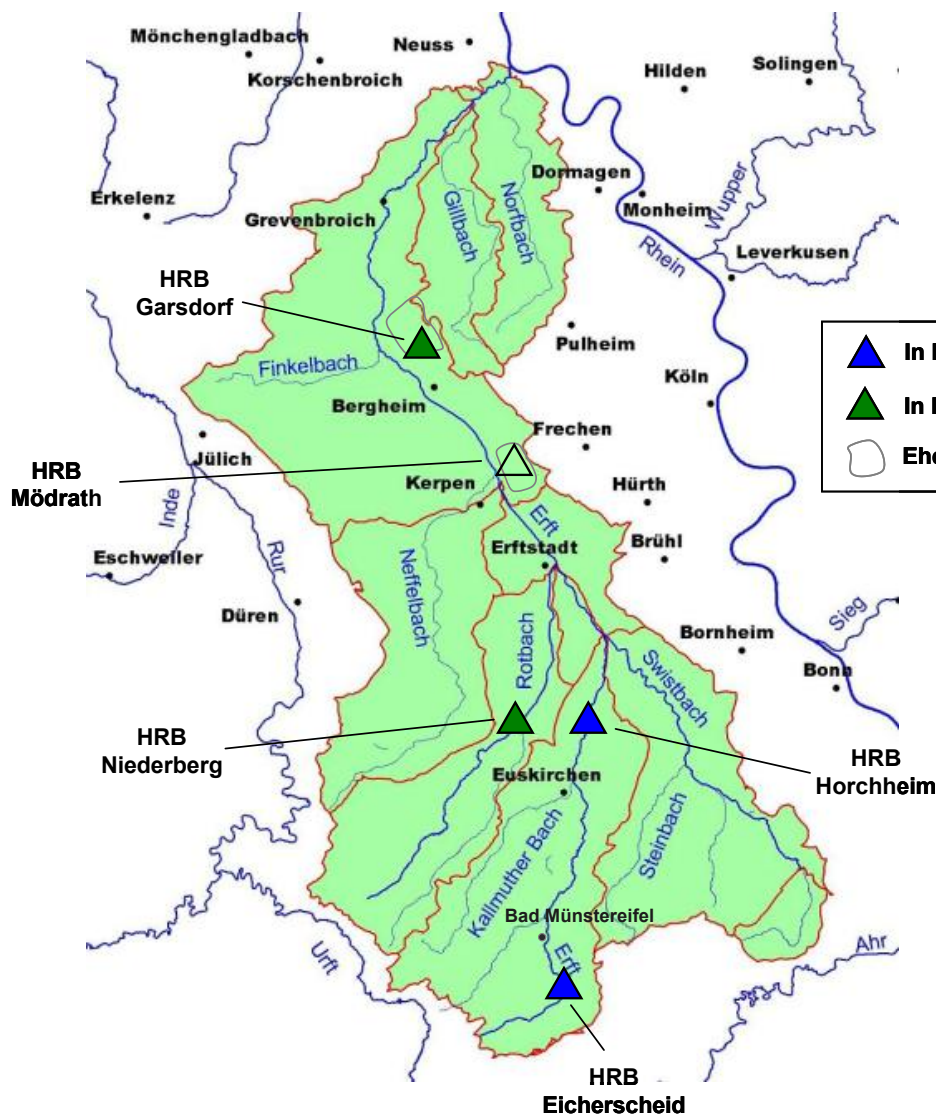 Mönchengladbach
Neuss
Korschenbroich
Hilden
Solingen
Dormagen
Erkelenz
Monheim
Wupper
Grevenbroich
Gillbach
Norfbach
Rhein
Leverkusen
HRB
Garsdorf
Pulheim
In
In
Finkelbach
Köln
Bergheim
Frechen
Jülich
HRB
Mödrath
Kerpen
Hürth
Inde
Erft
Brühl
Erftstadt
Eschweiler
Rur
Neffelbach
Düren
Sieg
Bornheim
Rotbach
Swistbach
Bonn
HRB
Niederberg
HRB
Horchheim
Euskirchen
Steinbach
Kallmuther Bach
Bad Münstereifel
Urft
Erft
Ahr
HRB
Eicherscheid